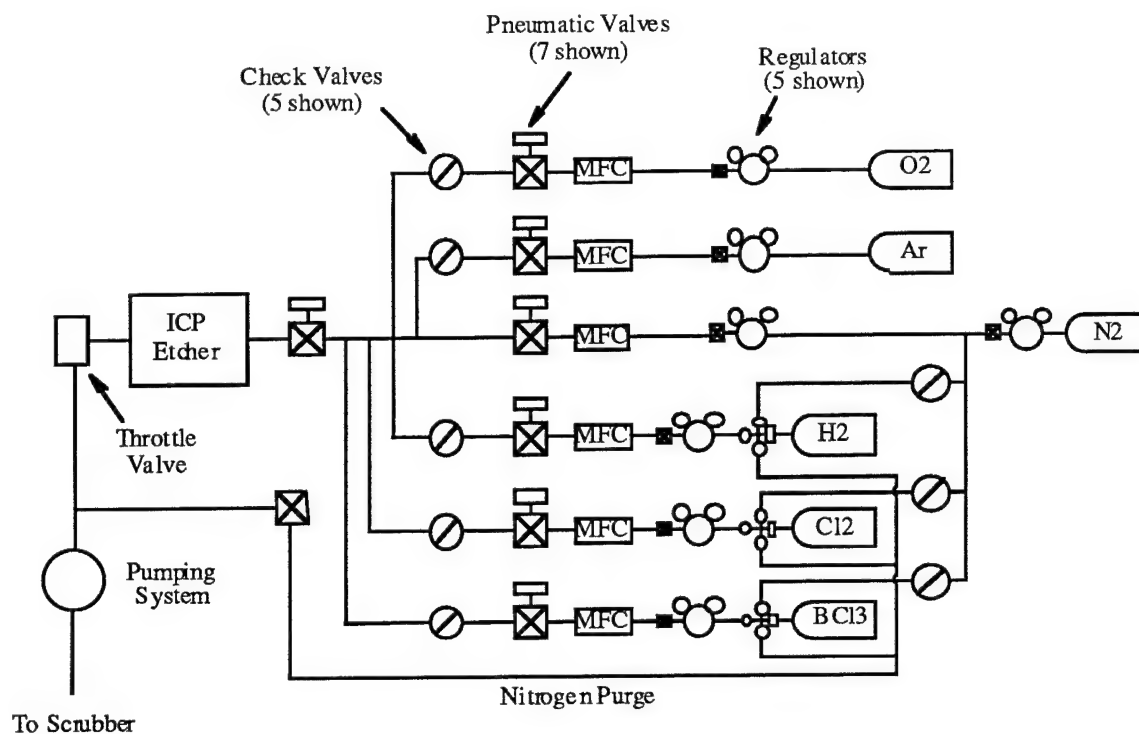 Pneumatic Valves
(7 shown)
Check Valves
(5 shown)
Regulators
(5 shown)
MFC
O2
MFC
Ar
ICP
Etcher
MFC
N2
Throttle
Valve
MFC
H2
MFC
Cl2
Pumping
System
MFC
BCl3
Nitrogen Purge
To Scrubber